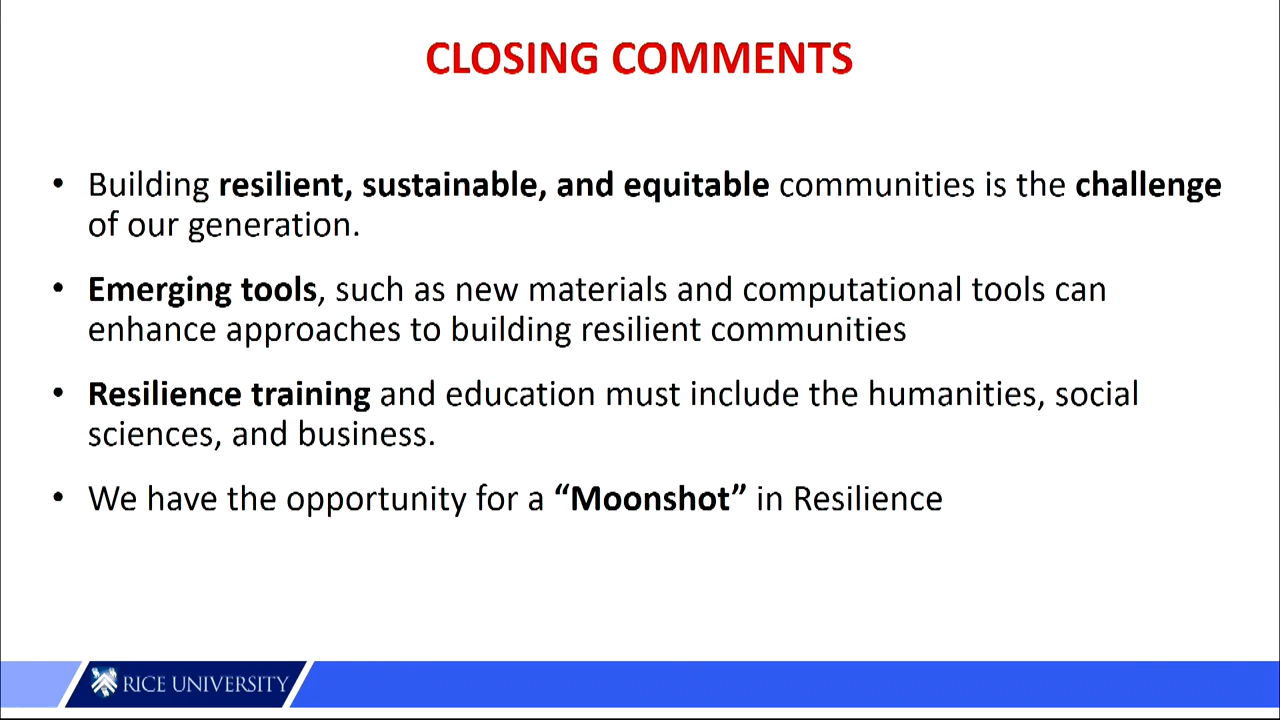 CLOSING COMMENTS
• Building resilient, sustainable, and equitable communities is the challenge
of our generation.
• Emerging tools, such as new materials and computational tools can
enhance approaches to building resilient communities
• Resilience training and education must include the humanities, social
sciences, and business.
• We have the opportunity for a “Moonshot” in Resilience
RICE UNIVERSITY